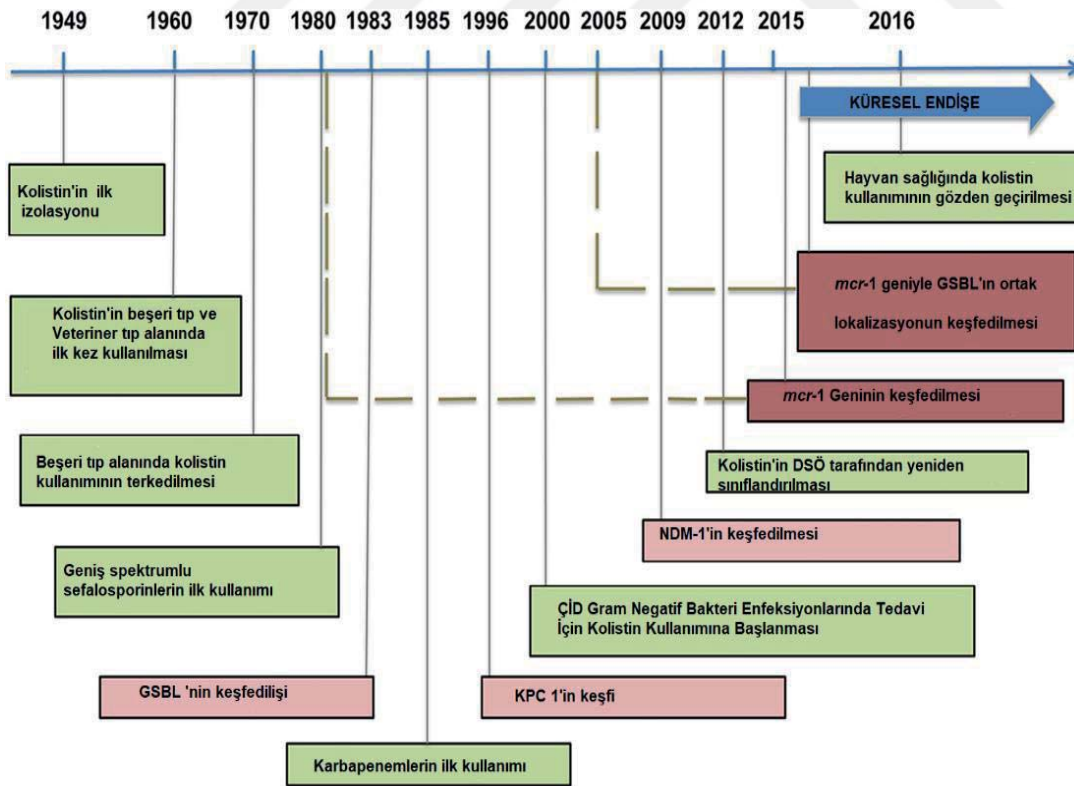 1949 1960 1970 1980 1983 1985 1996 2000 2005 2009 2012 2015 2016
KÜRESEL ENDİŞE
Kolistin'in ilk
izolasyonu
Hayvan sağlığında kolistin
kullanımının gözden geçirilmesi
mcr-1 geniyle GSBL'ın ortak
lokalizasyonun keşfedilmesi
Kolistin'in beşeri tıp ve
Veteriner tıp alanında
ilk kez kullanılması
mcr-1 Geninin keşfedilmesi
Beşeri tıp alanında kolistin
kullanımının terkedilmesi
Kolistin'in DSÖ tarafından yeniden
sınıflandırılması
NDM-1'in keşfedilmesi
Geniş spektrumlu
sefalosporinlerin ilk kullanımı
ÇİD Gram Negatif Bakteri Enfeksiyonlarında Tedavi
İçin Kolistin Kullanımına Başlanması
GSBL 'nin keşfedilişi
KPC 1'in keşfi
Karbapenemlerin ilk kullanımı